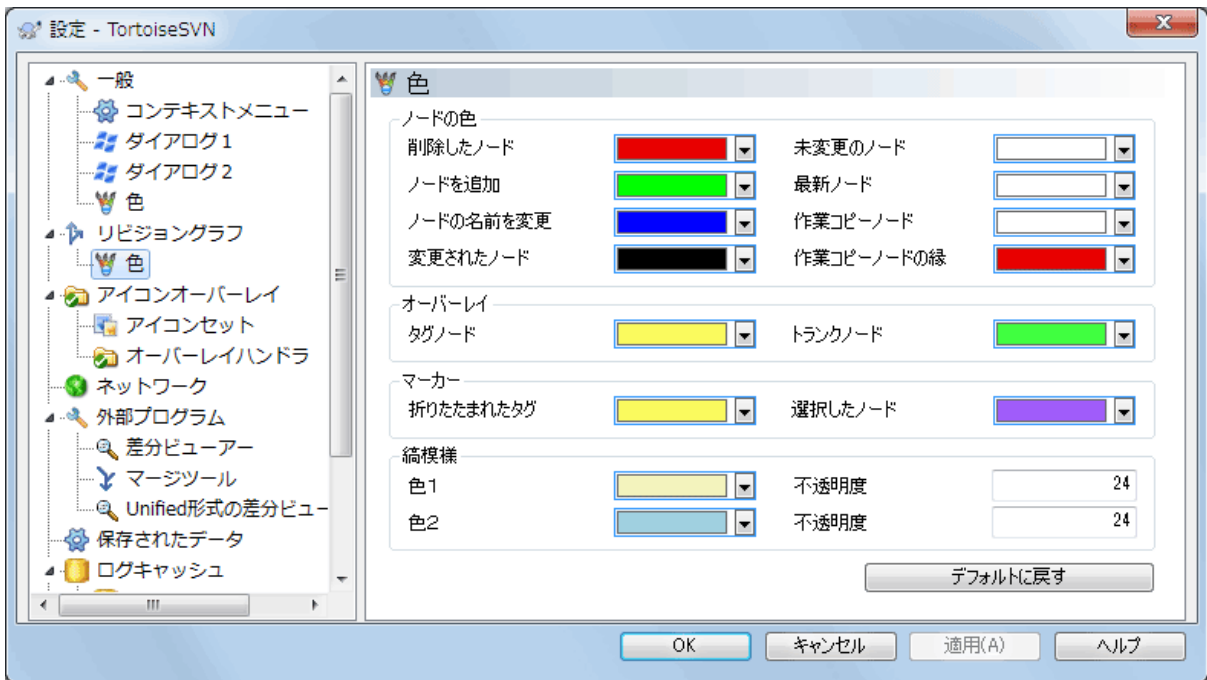 設定 - TortoiseSVN
一般
コンテキストメニュー
ダイアログ1
ダイアログ2
色
リビジョングラフ
色
アイコンオーバーレイ
アイコンセット
オーバーレイハンドラ
ネットワーク
外部プログラム
差分ビューアー
マージツール
Unified形式の差分ビュー
保存されたデータ
ログキャッシュ
色
ノードの色
削除したノード
未変更のノード
ノードを追加
最新ノード
ノードの名前を変更
作業コピーノード
変更されたノード
作業コピーノードの縁
オーバーレイ
タグノード
トランクノード
マーカー
折りたたまれたタグ
選択したノード
縞模様
色1
不透明度
24
色2
不透明度
24
デフォルトに戻す
OK
キャンセル
適用(A)
ヘルプ